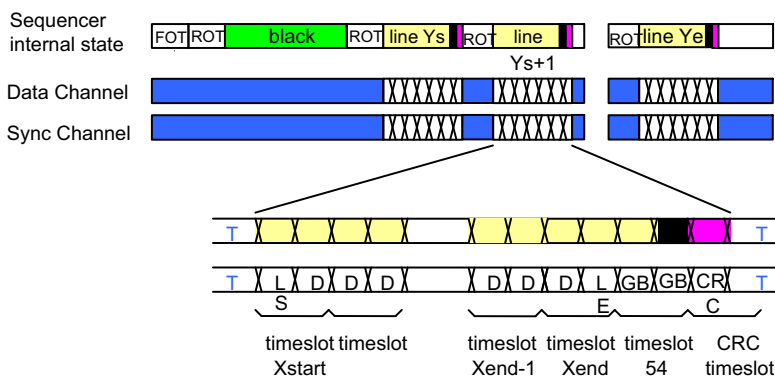 Sequencer
internal state
FOT ROT black ROT line Ys ROT line ROT line Ye
Ys+1
Data Channel
Sync Channel
T T
T L D D D D D D L GB GB CR T
S E C
timeslot timeslot timeslot timeslot timeslot CRC
Xstart Xend-1 Xend 54 timeslot